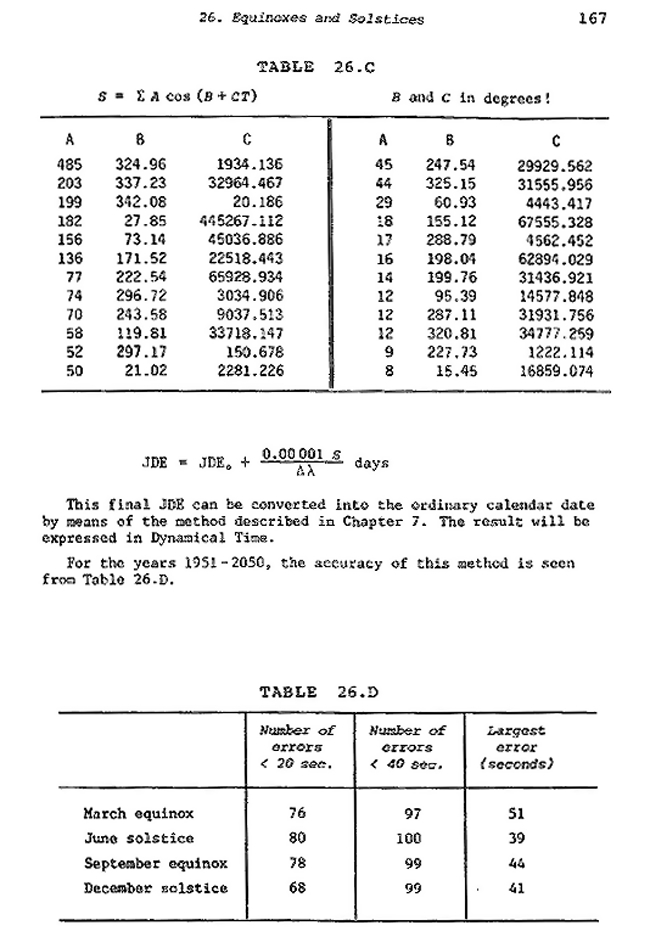 26. Equinoxes and Solstices 167
TABLE 26.C
S = Σ A cos (B + CT) B and C in degrees!
A B C A B C
485 324.96 1934.136 45 247.54 29929.562
203 337.23 32964.467 44 325.15 31555.956
199 342.08 20.186 29 60.93 4443.417
182 27.85 445267.112 18 155.12 67555.328
156 73.14 45036.886 17 288.79 4562.452
136 171.52 22518.443 16 198.04 62894.029
77 222.54 65928.934 14 199.76 31436.921
74 296.72 3034.906 12 95.39 14577.848
70 243.58 9037.513 12 287.11 31931.756
58 119.81 33718.147 12 320.81 34777.259
52 297.17 150.678 9 227.73 1222.114
50 21.02 2281.226 8 15.45 16859.074
JDE = JDE₀ + 0.00001 S / Δλ days
This final JDE can be converted into the ordinary calendar date
by means of the method described in Chapter 7. The result will be
expressed in Dynamical Time.
For the years 1951-2050, the accuracy of this method is seen
from Table 26.D.
TABLE 26.D
Number of Number of Largest
errors errors error
< 20 sec. < 40 sec. (seconds)
March equinox 76 97 51
June solstice 80 100 39
September equinox 78 99 44
December solstice 68 99 41